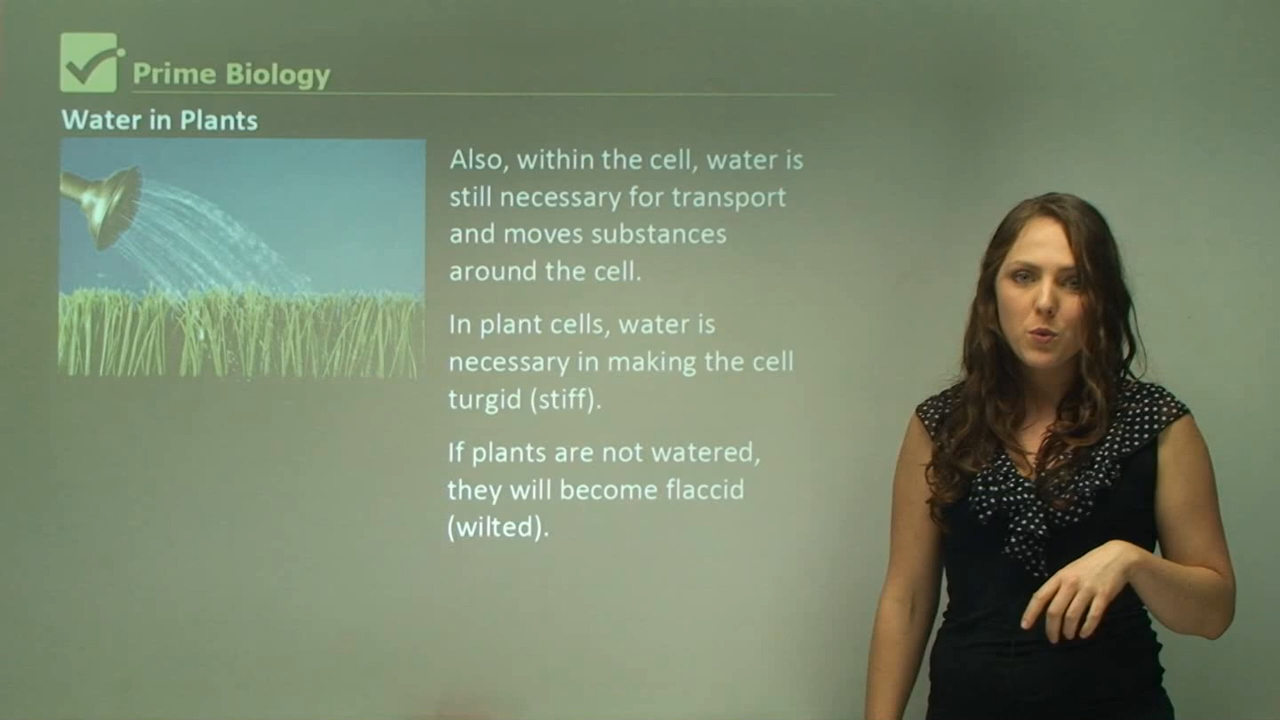 Prime Biology
Water in Plants
Also, within the cell, water is
still necessary for transport
and moves substances
around the cell.
In plant cells, water is
necessary in making the cell
turgid (stiff).
If plants are not watered,
they will become flaccid
(wilted).